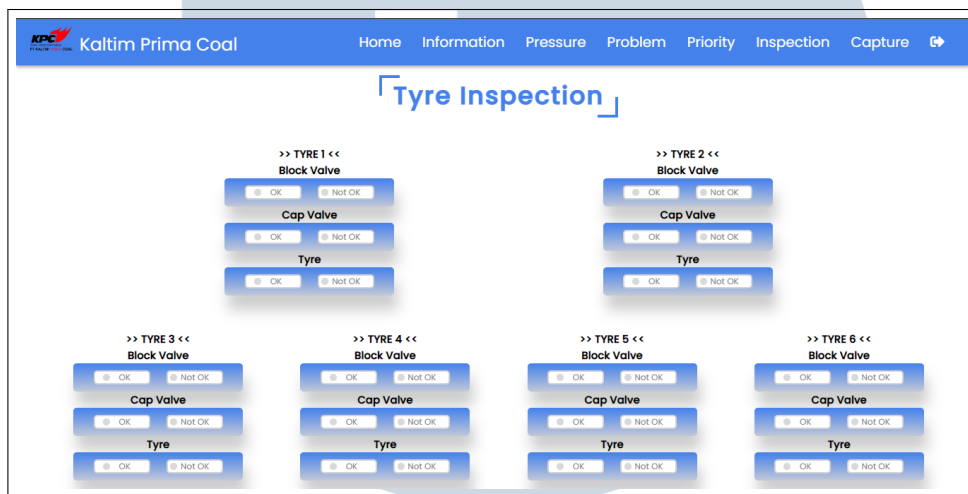 KPC Kaltim Prima Coal Home Information Pressure Problem Priority Inspection Capture
Tyre Inspection
>> TYRE 1 << >> TYRE 2 <<
Block Valve Block Valve
OK Not OK OK Not OK
Cap Valve Cap Valve
OK Not OK OK Not OK
Tyre Tyre
OK Not OK OK Not OK
>> TYRE 3 << >> TYRE 4 << >> TYRE 5 << >> TYRE 6 <<
Block Valve Block Valve Block Valve Block Valve
OK Not OK OK Not OK OK Not OK OK Not OK
Cap Valve Cap Valve Cap Valve Cap Valve
OK Not OK OK Not OK OK Not OK OK Not OK
Tyre Tyre Tyre Tyre
OK Not OK OK Not OK OK Not OK OK Not OK